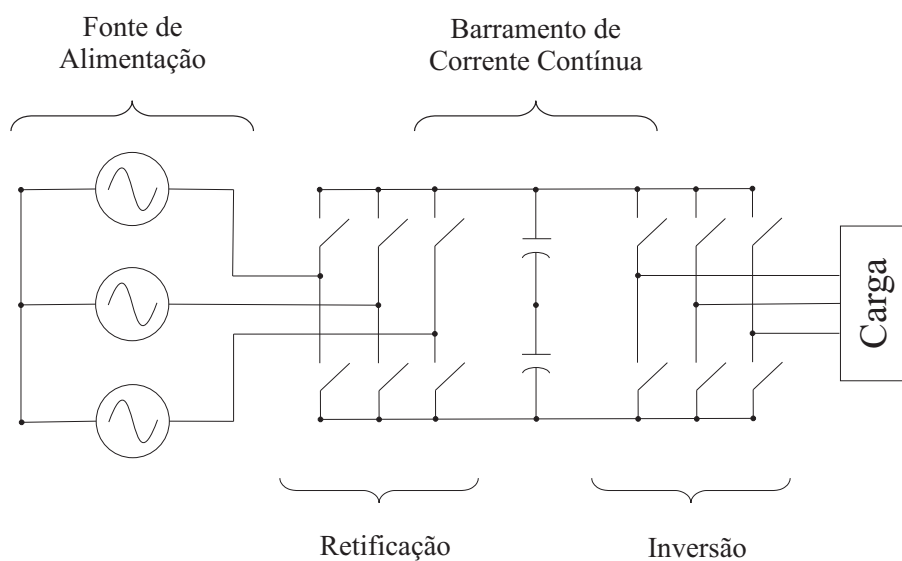 Fonte de
Alimentação
Barramento de
Corrente Contínua
Carga
Retificação
Inversão